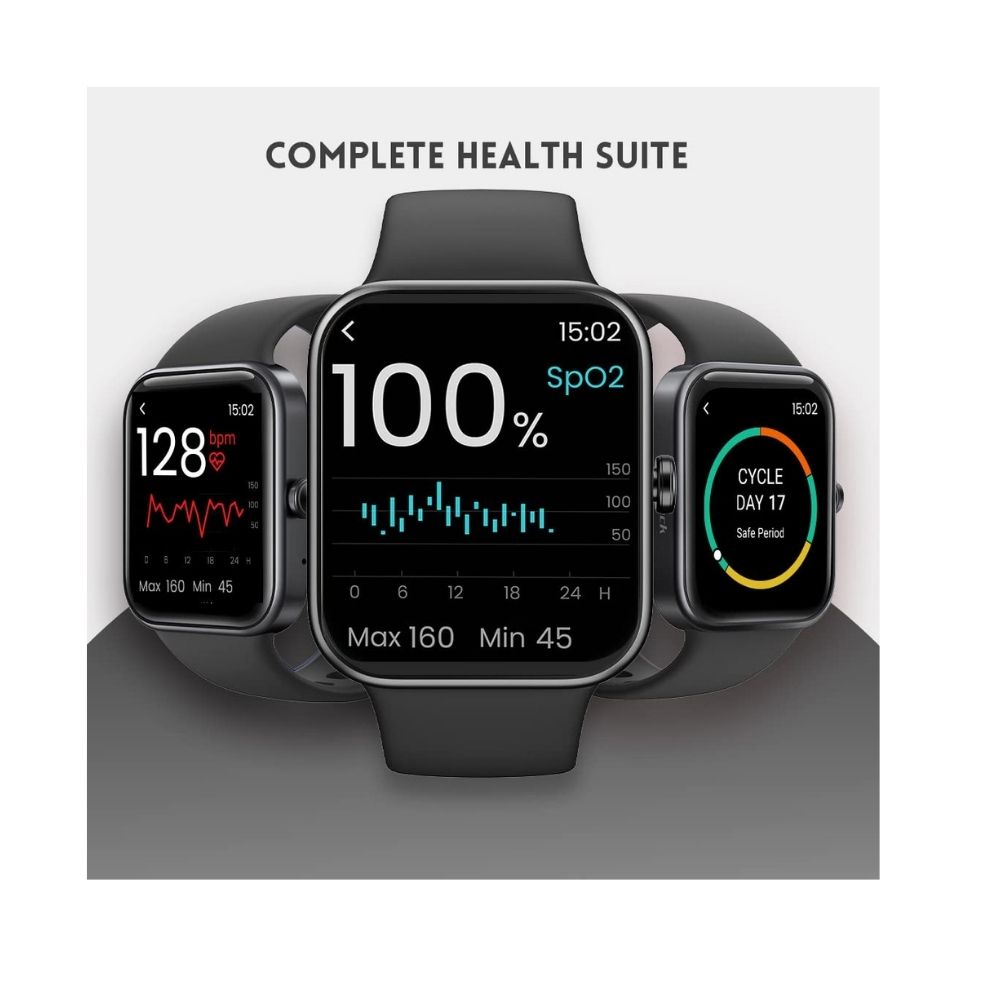 COMPLETE HEALTH SUITE
15:02
128 bpm
150
100
50
0 6 12 18 24 H
Max 160 Min 45
15:02
SpO2
100%
150
100
50
0 6 12 18 24 H
Max 160 Min 45
15:02
CYCLE
DAY 17
Safe Period